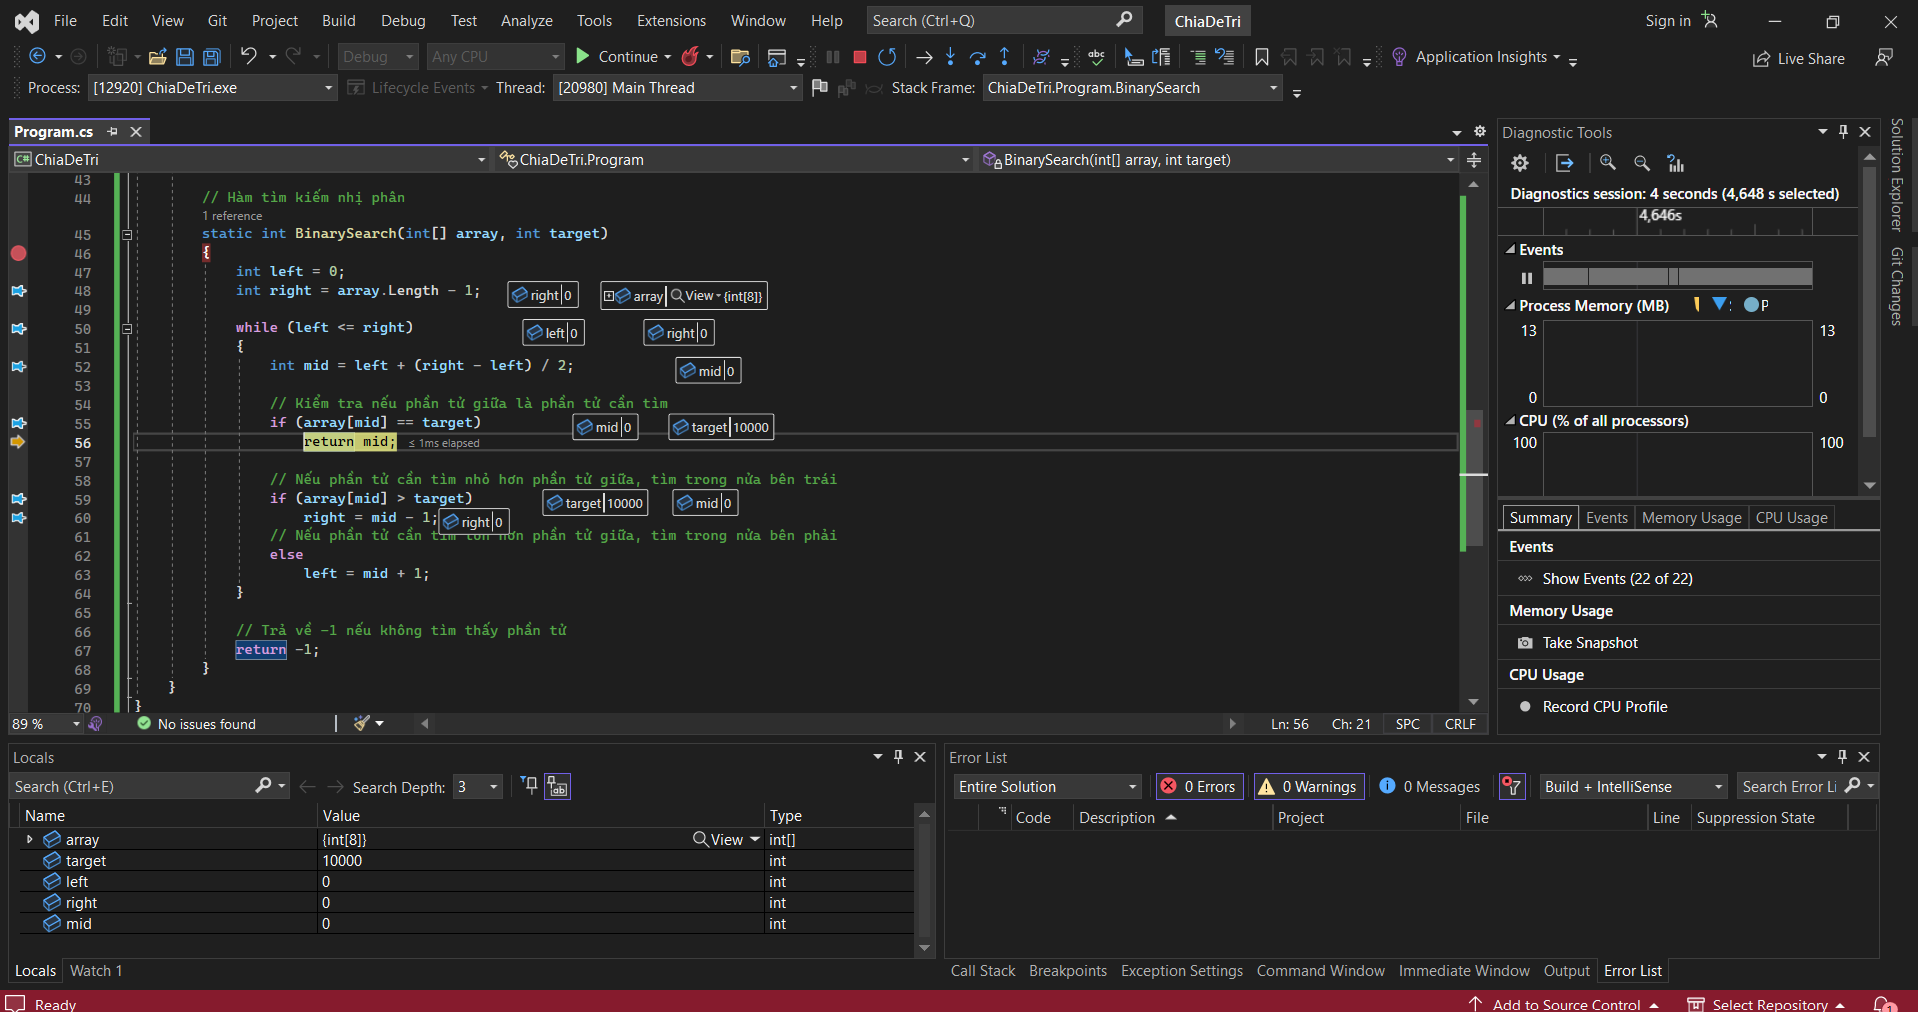 File Edit View Git Project Build Debug Test Analyze Tools Extensions Window Help Search (Ctrl+Q) ChiaDeTri Sign in
Debug Any CPU Continue Application Insights Live Share
Process: [12920] ChiaDeTri.exe Lifecycle Events Thread: [20980] Main Thread Stack Frame: ChiaDeTri.Program.BinarySearch
Program.cs
C# ChiaDeTri ChiaDeTri.Program BinarySearch(int[] array, int target)
43
44 // Hàm tìm kiếm nhị phân
1 reference
45 static int BinarySearch(int[] array, int target)
46 {
47 int left = 0;
48 int right = array.Length - 1; right 0 array View {int[8]}
49
50 while (left <= right) left 0 right 0
51 {
52 int mid = left + (right - left) / 2; mid 0
53
54 // Kiểm tra nếu phần tử giữa là phần tử cần tìm
55 if (array[mid] == target) mid 0 target 10000
56 return mid; ≤ 1ms elapsed
57
58 // Nếu phần tử cần tìm nhỏ hơn phần tử giữa, tìm trong nửa bên trái
59 if (array[mid] > target) target 10000 mid 0
60 right = mid - 1; right 0
61 // Nếu phần tử cần tìm lớn hơn phần tử giữa, tìm trong nửa bên phải
62 else
63 left = mid + 1;
64 }
65
66 // Trả về -1 nếu không tìm thấy phần tử
67 return -1;
68 }
69 }
70 }
89 % No issues found Ln: 56 Ch: 21 SPC CRLF
Diagnostic Tools
Diagnostics session: 4 seconds (4,648 s selected)
4,646s
Events
Process Memory (MB) P
13 13
0 0
CPU (% of all processors)
100 100
Summary Events Memory Usage CPU Usage
Events
Show Events (22 of 22)
Memory Usage
Take Snapshot
CPU Usage
Record CPU Profile
Solution Explorer
Git Changes
Locals
Search (Ctrl+E) Search Depth: 3
Name Value Type
array {int[8]} View int[]
target 10000 int
left 0 int
right 0 int
mid 0 int
Locals Watch 1
Error List
Entire Solution 0 Errors 0 Warnings 0 Messages Build + IntelliSense Search Error Li
Code Description Project File Line Suppression State
Call Stack Breakpoints Exception Settings Command Window Immediate Window Output Error List
Ready Add to Source Control Select Repository 1